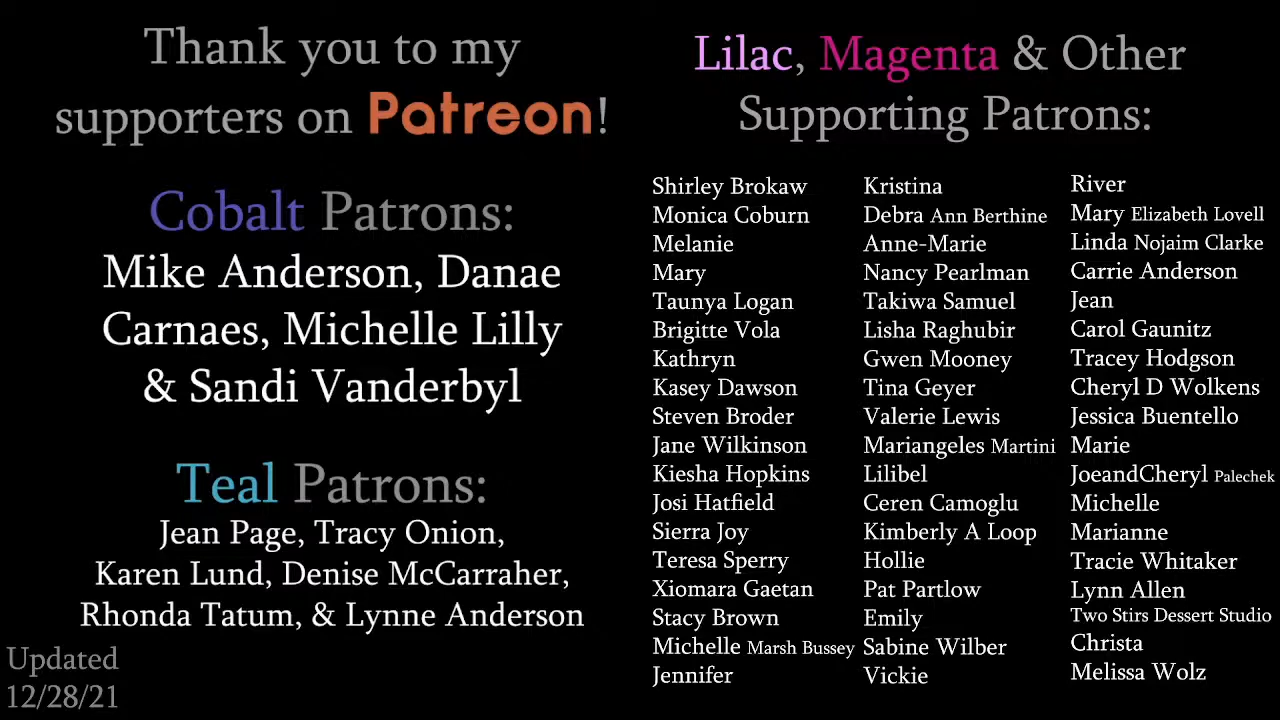 Thank you to my
supporters on Patreon!
Cobalt Patrons:
Mike Anderson, Danae
Carnaes, Michelle Lilly
& Sandi Vanderbyl
Teal Patrons:
Jean Page, Tracy Onion,
Karen Lund, Denise McCarraher,
Rhonda Tatum, & Lynne Anderson
Updated
12/28/21
Lilac, Magenta & Other
Supporting Patrons:
Shirley Brokaw
Monica Coburn
Melanie
Mary
Taunya Logan
Brigitte Vola
Kathryn
Kasey Dawson
Steven Broder
Jane Wilkinson
Kiesha Hopkins
Josi Hatfield
Sierra Joy
Teresa Sperry
Xiomara Gaetan
Stacy Brown
Michelle Marsh Bussey
Jennifer
Kristina
Debra Ann Berthine
Anne-Marie
Nancy Pearlman
Takiwa Samuel
Lisha Raghubir
Gwen Mooney
Tina Geyer
Valerie Lewis
Mariangeles Martini
Lilibel
Ceren Camoglu
Kimberly A Loop
Hollie
Pat Partlow
Emily
Sabine Wilber
Vickie
River
Mary Elizabeth Lovell
Linda Nojaim Clarke
Carrie Anderson
Jean
Carol Gaunitz
Tracey Hodgson
Cheryl D Wolkens
Jessica Buentello
Marie
JoeandCheryl Palechek
Michelle
Marianne
Tracie Whitaker
Lynn Allen
Two Stirs Dessert Studio
Christa
Melissa Wolz